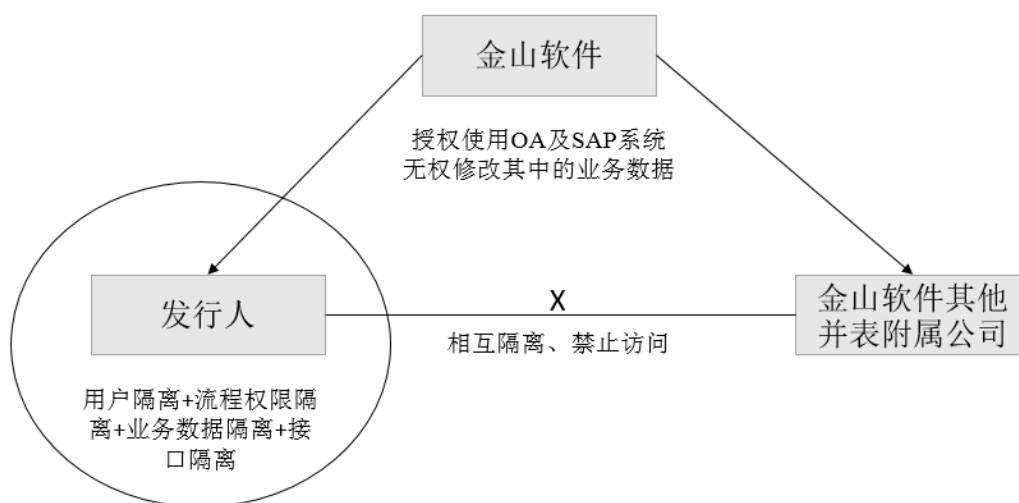 金山软件
授权使用OA及SAP系统
无权修改其中的业务数据
发行人
X
相互隔离、禁止访问
金山软件其他
并表附属公司
用户隔离+流程权限隔
离+业务数据隔离+接
口隔离